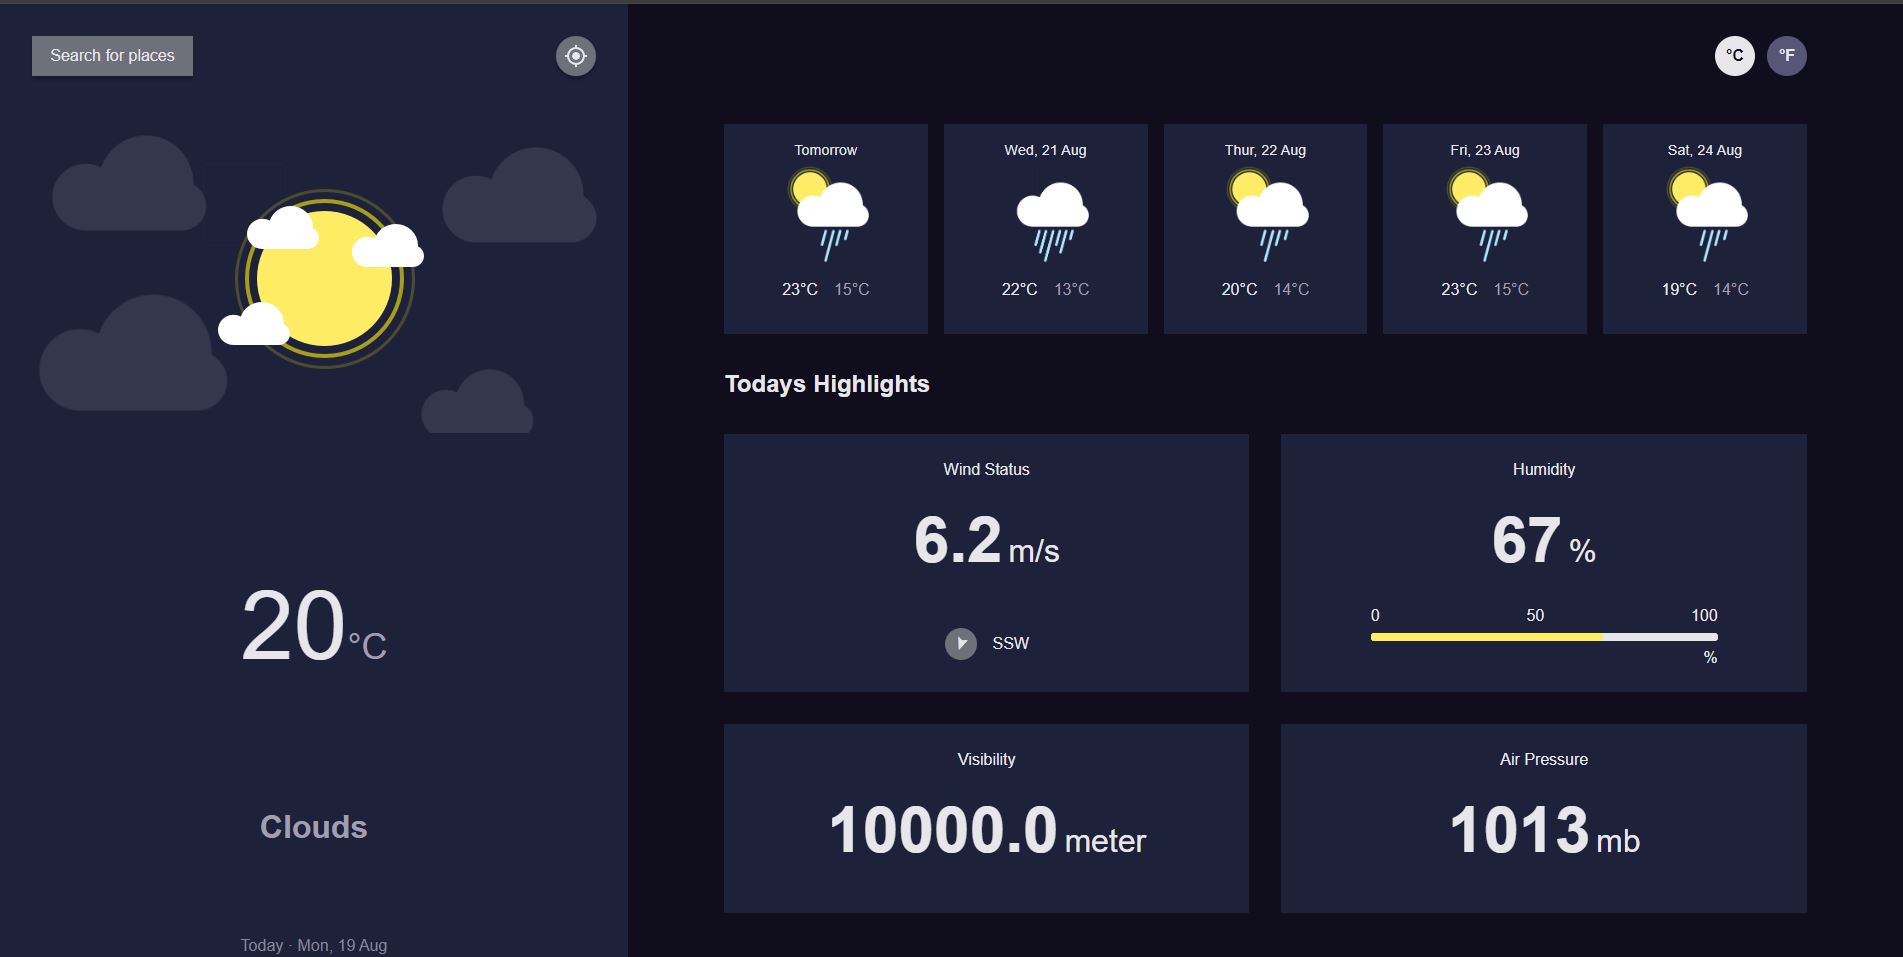 Search for places
20°C
Clouds
Today · Mon, 19 Aug
°C °F
Tomorrow
23°C 15°C
Wed, 21 Aug
22°C 13°C
Thur, 22 Aug
20°C 14°C
Fri, 23 Aug
23°C 15°C
Sat, 24 Aug
19°C 14°C
Todays Highlights
Wind Status
6.2 m/s
SSW
Humidity
67 %
0 50 100
%
Visibility
10000.0 meter
Air Pressure
1013 mb